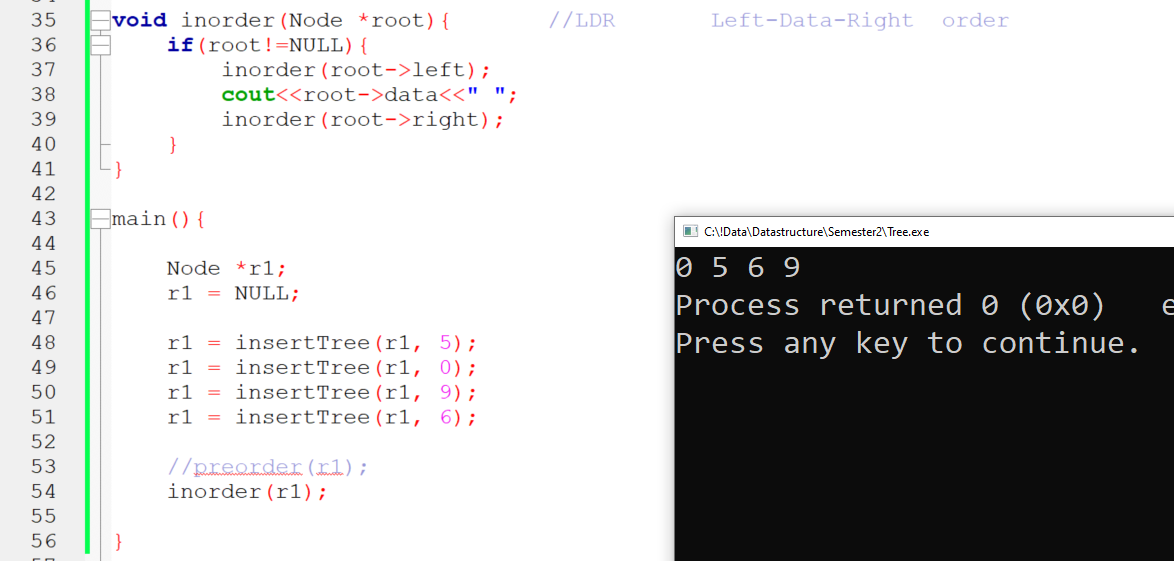 35 void inorder(Node *root){ //LDR Left-Data-Right order
36 if(root!=NULL){
37 inorder(root->left);
38 cout<<root->data<<" ";
39 inorder(root->right);
40 }
41 }
42
43 main(){
44
45 Node *r1;
46 r1 = NULL;
47
48 r1 = insertTree(r1, 5);
49 r1 = insertTree(r1, 0);
50 r1 = insertTree(r1, 9);
51 r1 = insertTree(r1, 6);
52
53 //preorder(r1);
54 inorder(r1);
55
56 }
C:\!Data\Datastructure\Semester2\Tree.exe
0 5 6 9
Process returned 0 (0x0) e
Press any key to continue.